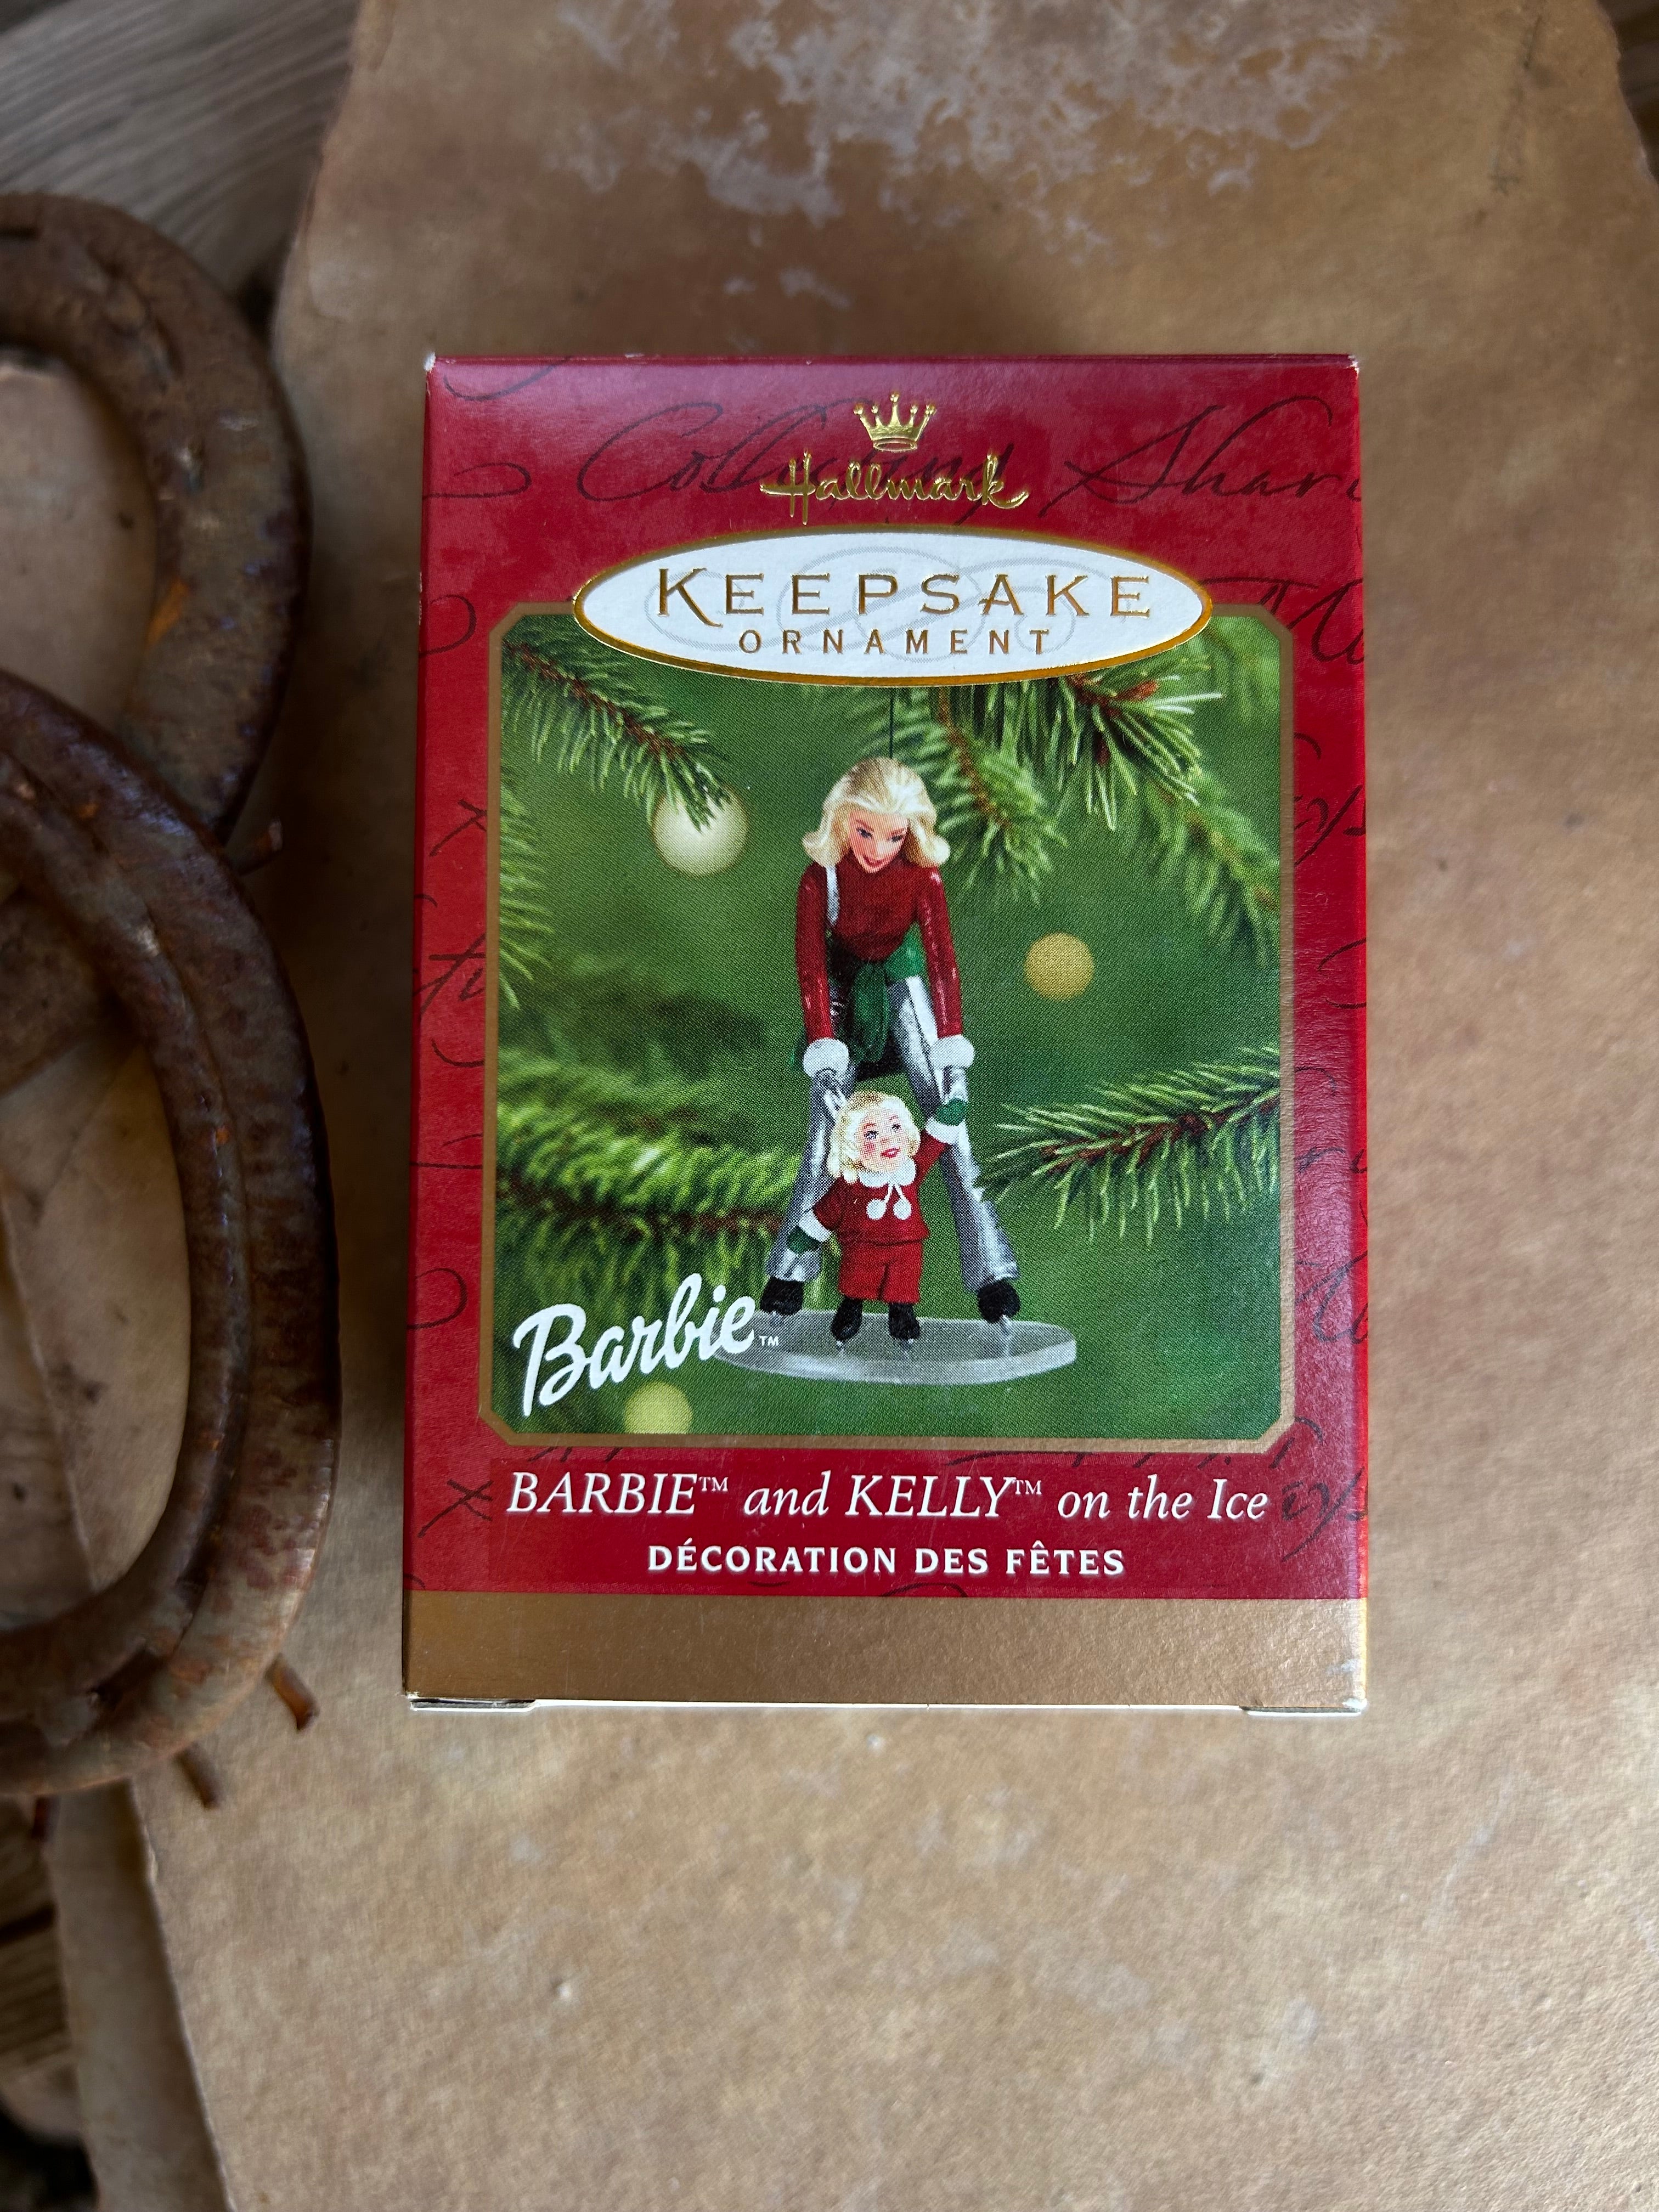 Hallmark
KEEPSAKE
ORNAMENT
Barbie™
BARBIE™ and KELLY™ on the Ice
DÉCORATION DES FÊTES